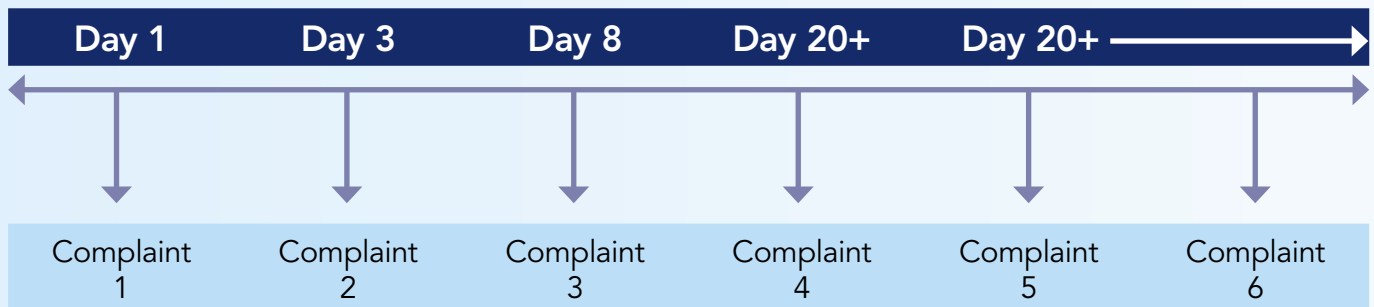 Day 1 Day 3 Day 8 Day 20+ Day 20+
Complaint Complaint Complaint Complaint Complaint Complaint
1 2 3 4 5 6